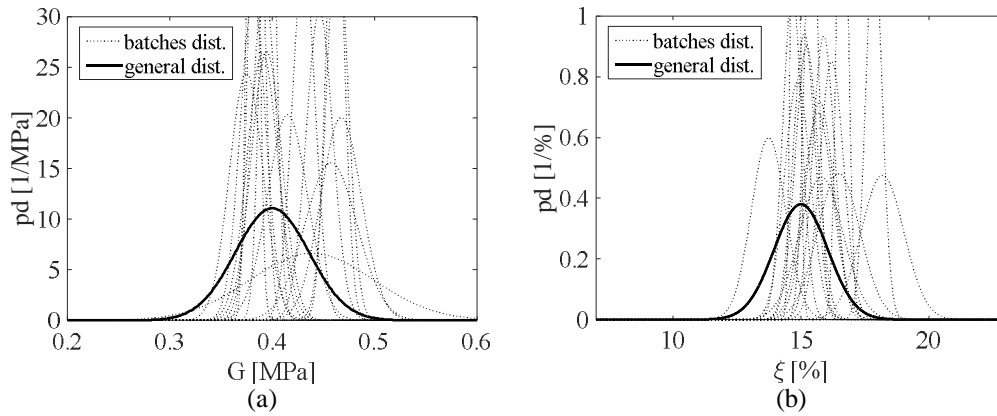 30
25
20
15
10
5
0
pd [1/MPa]
batches dist.
general dist.
0.2 0.3 0.4 0.5 0.6
G [MPa]
(a)
1
0.8
0.6
0.4
0.2
0
pd [1/%]
batches dist.
general dist.
10 15 20
ξ [%]
(b)